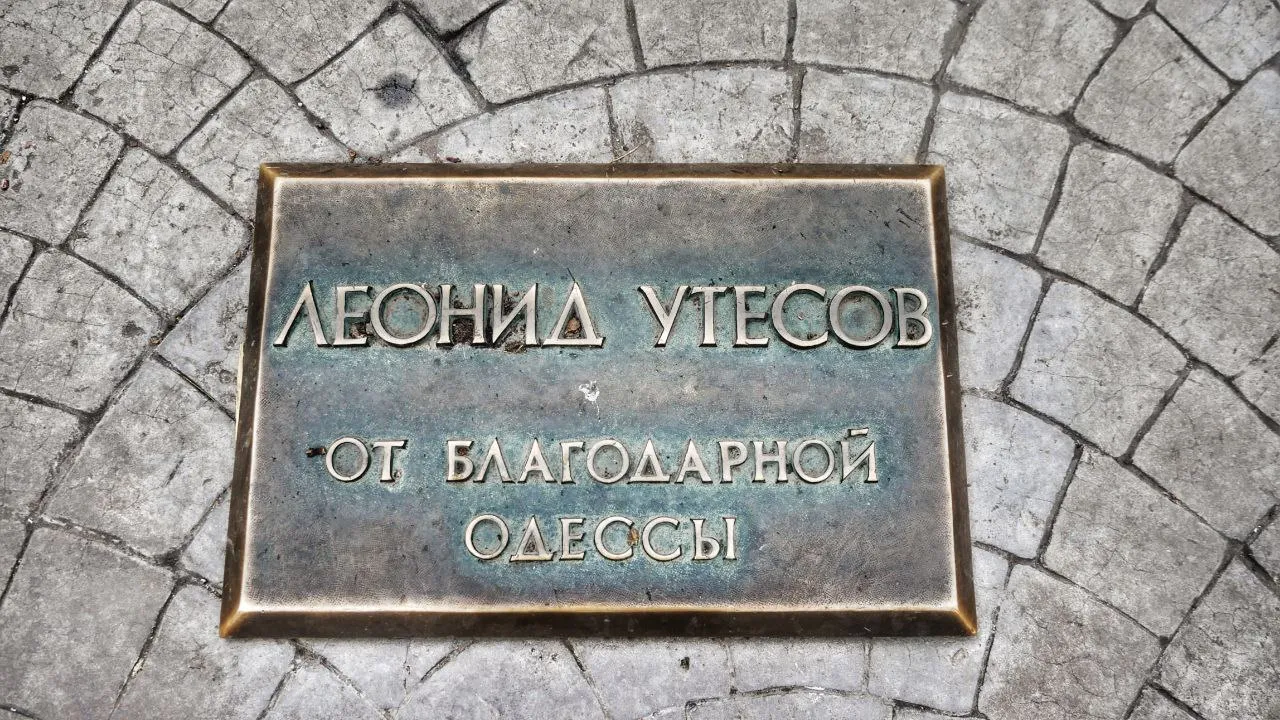 ЛЕОНИД УТЕСОВ
ОТ БЛАГОДАРНОЙ
ОДЕССЫ